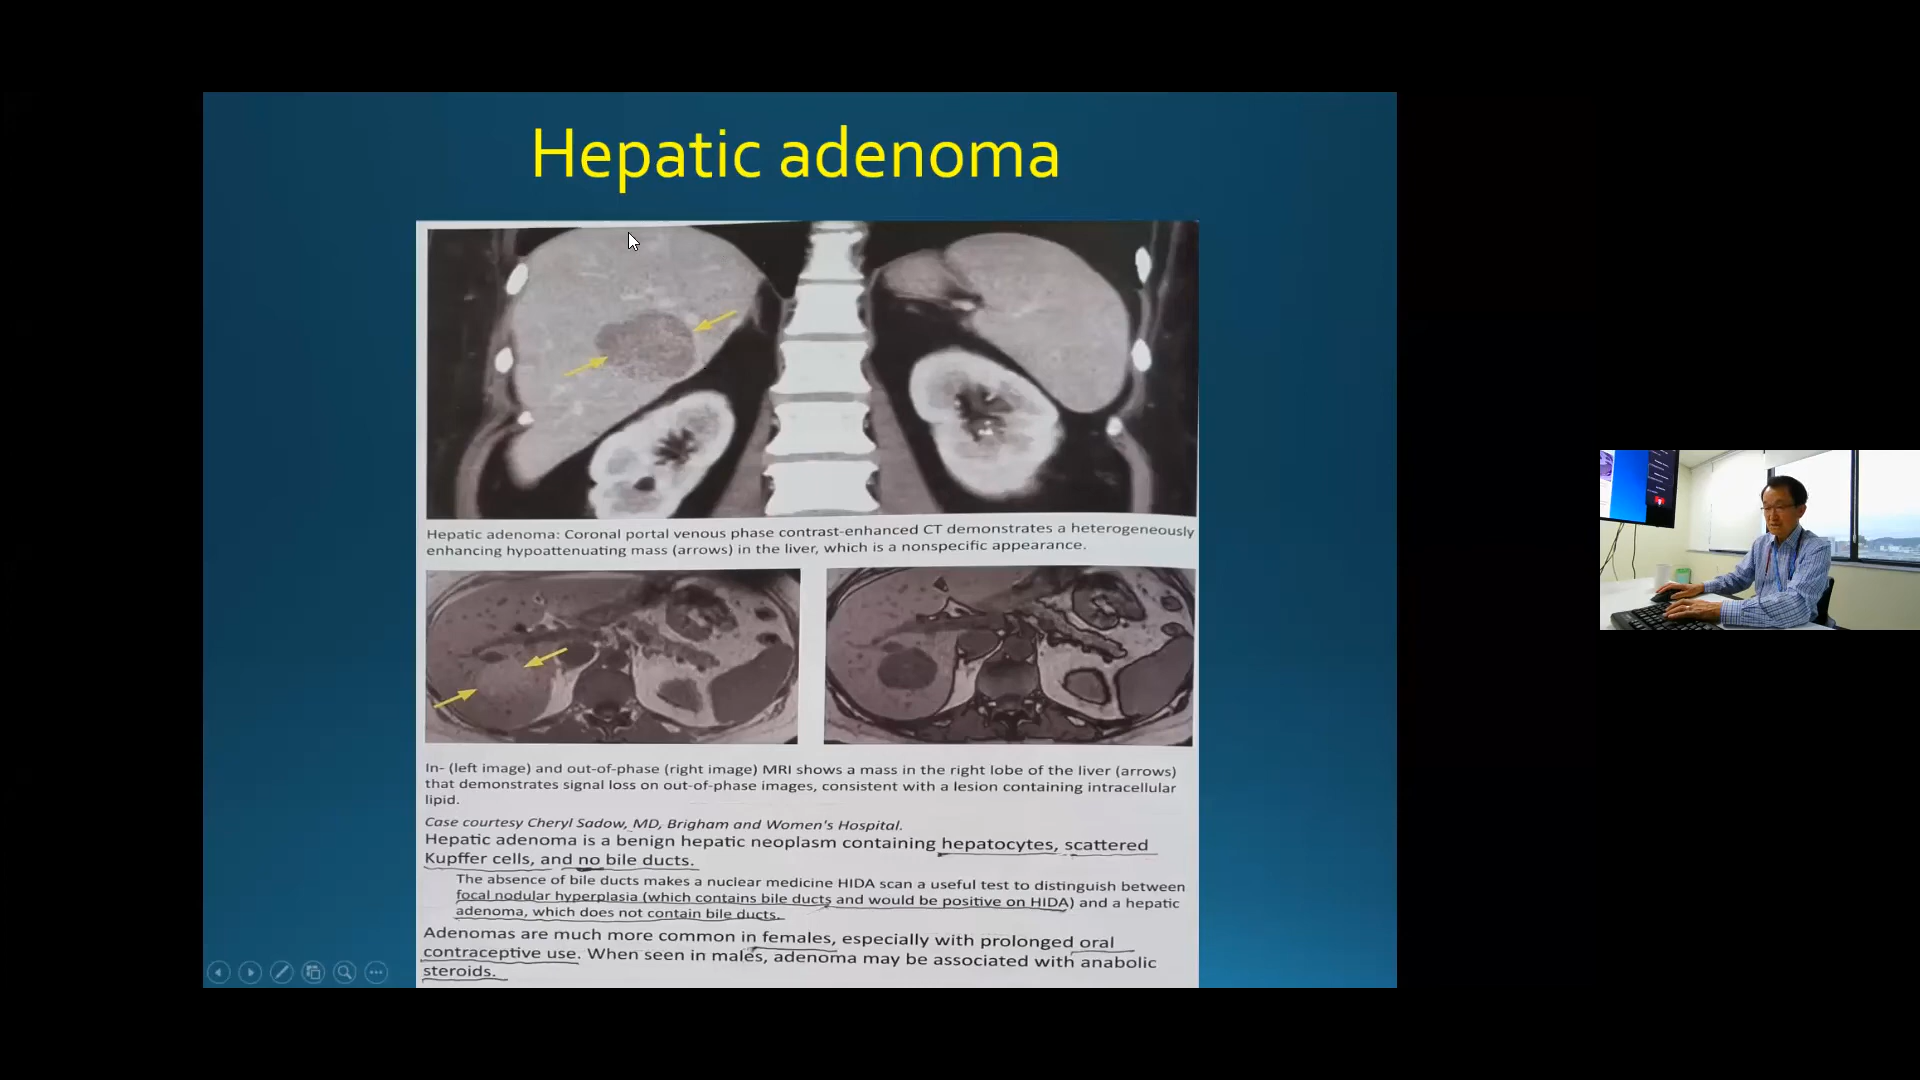 Hepatic adenoma
Hepatic adenoma: Coronal portal venous phase contrast-enhanced CT demonstrates a heterogeneously
enhancing hypoattenuating mass (arrows) in the liver, which is a nonspecific appearance.
In- (left image) and out-of-phase (right image) MRI shows a mass in the right lobe of the liver (arrows)
that demonstrates signal loss on out-of-phase images, consistent with a lesion containing intracellular
lipid.
Case courtesy Cheryl Sadow, MD, Brigham and Women's Hospital.
Hepatic adenoma is a benign hepatic neoplasm containing hepatocytes, scattered
Kupffer cells, and no bile ducts.
The absence of bile ducts makes a nuclear medicine HIDA scan a useful test to distinguish between
focal nodular hyperplasia (which contains bile ducts and would be positive on HIDA) and a hepatic
adenoma, which does not contain bile ducts.
Adenomas are much more common in females, especially with prolonged oral
contraceptive use. When seen in males, adenoma may be associated with anabolic
steroids.